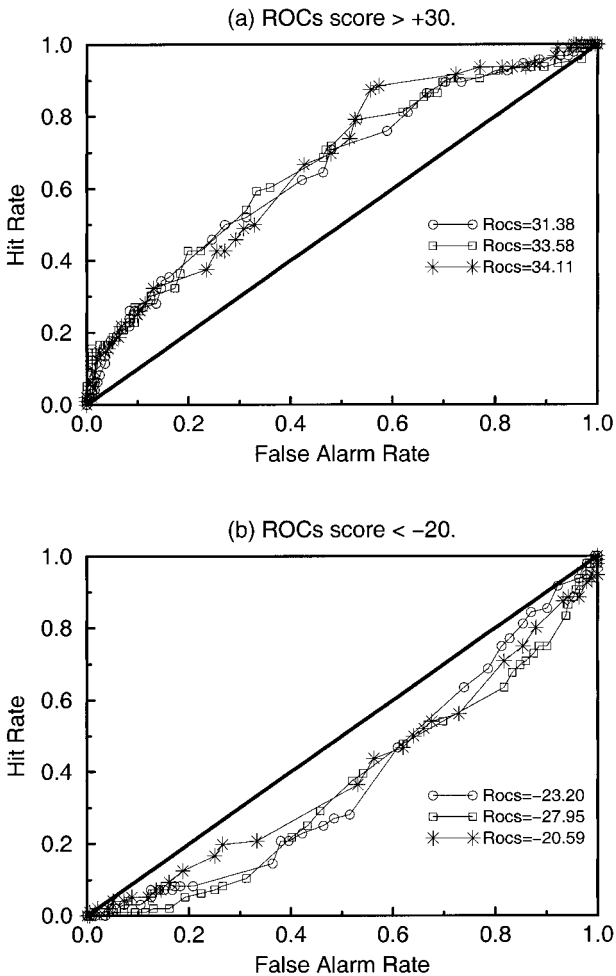 (a) ROCs score > +30.
1.0
0.8
0.6
0.4
0.2
0.0
Hit Rate
Rocs=31.38
Rocs=33.58
Rocs=34.11
0.0 0.2 0.4 0.6 0.8 1.0
False Alarm Rate
(b) ROCs score < −20.
1.0
0.8
0.6
0.4
0.2
0.0
Hit Rate
Rocs=−23.20
Rocs=−27.95
Rocs=−20.59
0.0 0.2 0.4 0.6 0.8 1.0
False Alarm Rate